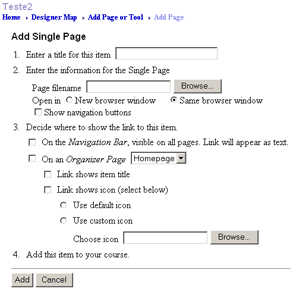 Teste2
Home › Designer Map › Add Page or Tool › Add Page
Add Single Page
1. Enter a title for this item
2. Enter the information for the Single Page
Page filename Browse...
Open in New browser window Same browser window
Show navigation buttons
3. Decide where to show the link to this item.
On the Navigation Bar, visible on all pages. Link will appear as text.
On an Organizer Page Homepage
Link shows item title
Link shows icon (select below)
Use default icon
Use custom icon
Choose icon Browse...
4. Add this item to your course.
Add Cancel